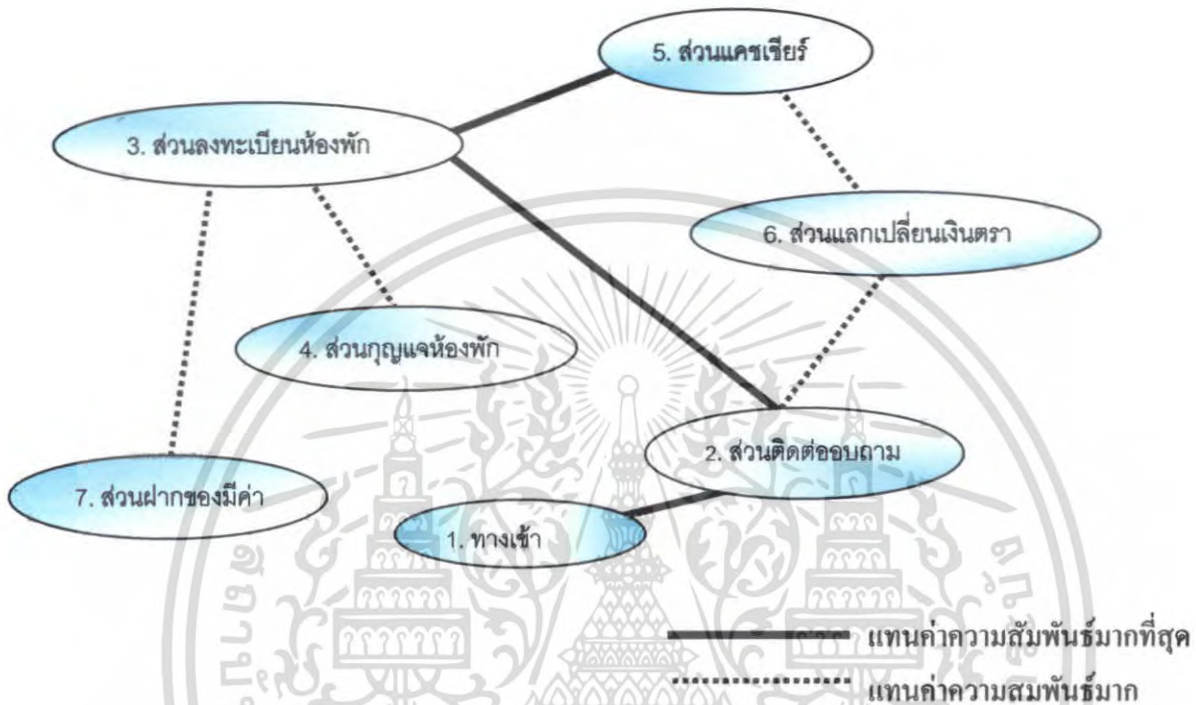 5. ส่วนแคชเชียร์
3. ส่วนลงทะเบียนห้องพัก
6. ส่วนแลกเปลี่ยนเงินตรา
4. ส่วนกุญแจห้องพัก
2. ส่วนติดต่ออบถาม
7. ส่วนฝากของมีค่า
1. ทางเข้า
แทนค่าความสัมพันธ์มากที่สุด
แทนค่าความสมพันธ์มาก